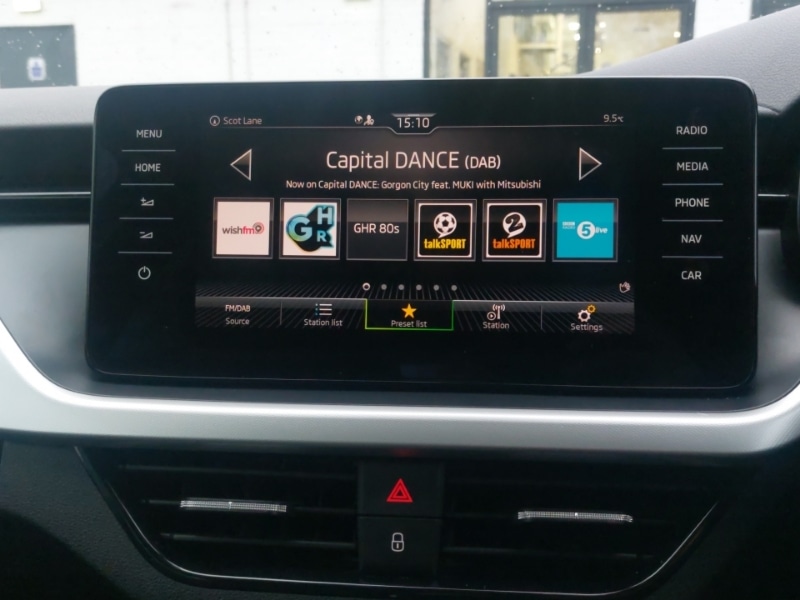 MENU
HOME
Scot Lane
15:10
9.5°C
Capital DANCE (DAB)
Now on Capital DANCE: Gorgon City feat. MUKI with Mitsubishi
wishfm
GHR
GHR 80s
talkSPORT
2
talkSPORT
BBC
5 live
FM/DAB
Source
Station list
Preset list
Station
Settings
RADIO
MEDIA
PHONE
NAV
CAR